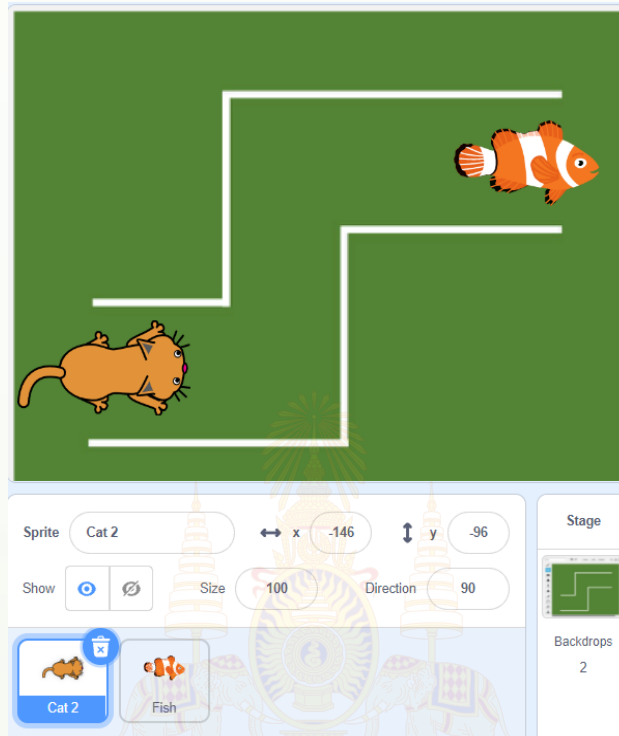 Sprite Cat 2 x -146 y -96
Show Size 100 Direction 90
Stage
Backdrops
2
Cat 2 Fish